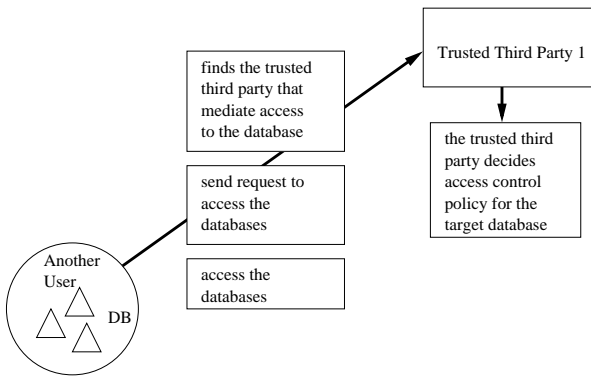 finds the trusted
third party that
mediate access
to the database
Trusted Third Party 1
the trusted third
party decides
access control
policy for the
target database
send request to
access the
databases
access the
databases
Another
User
DB